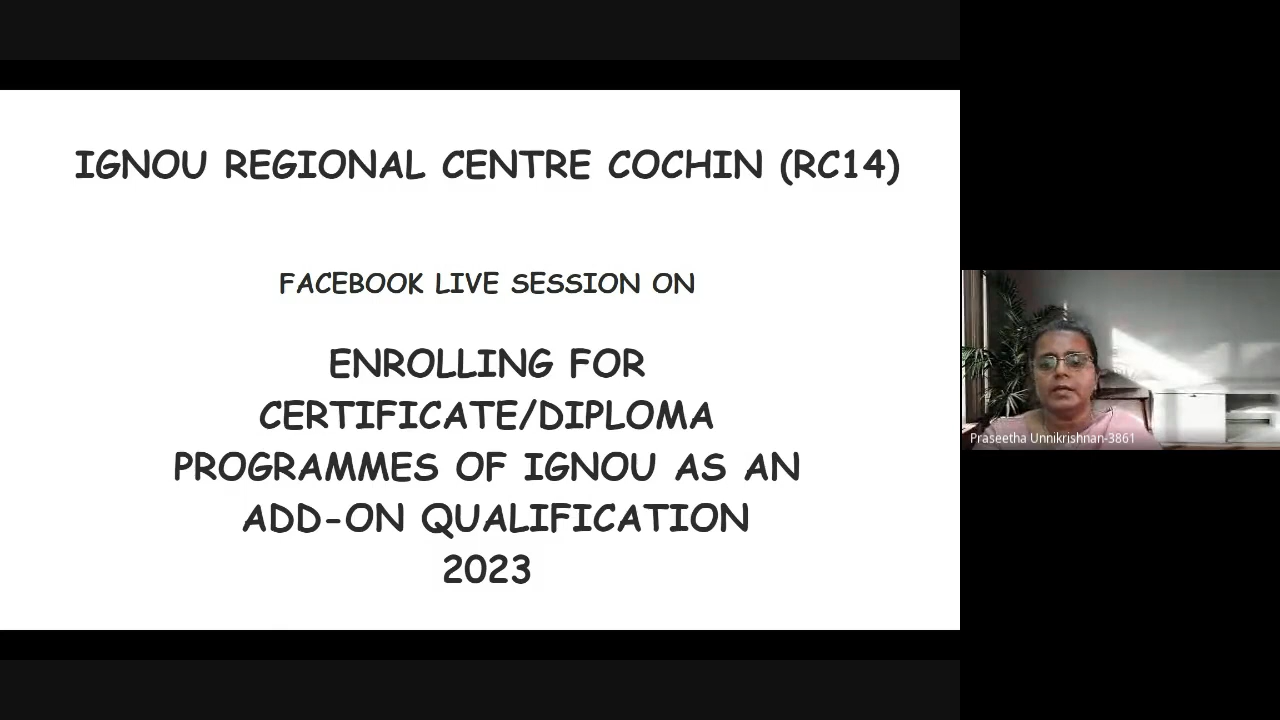 IGNOU REGIONAL CENTRE COCHIN (RC14)
FACEBOOK LIVE SESSION ON
ENROLLING FOR
CERTIFICATE/DIPLOMA
PROGRAMMES OF IGNOU AS AN
ADD-ON QUALIFICATION
2023
Praseetha Unnikrishnan-3861